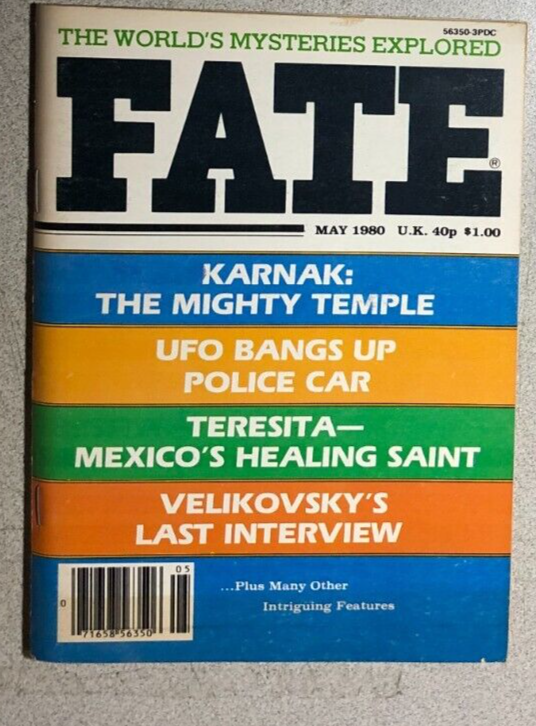 56350-3PDC
THE WORLD'S MYSTERIES EXPLORED
FATE®
MAY 1980 U.K. 40p $1.00
KARNAK:
THE MIGHTY TEMPLE
UFO BANGS UP
POLICE CAR
TERESITA—
MEXICO'S HEALING SAINT
VELIKOVSKY'S
LAST INTERVIEW
...Plus Many Other
Intriguing Features
05
0
71658 56350